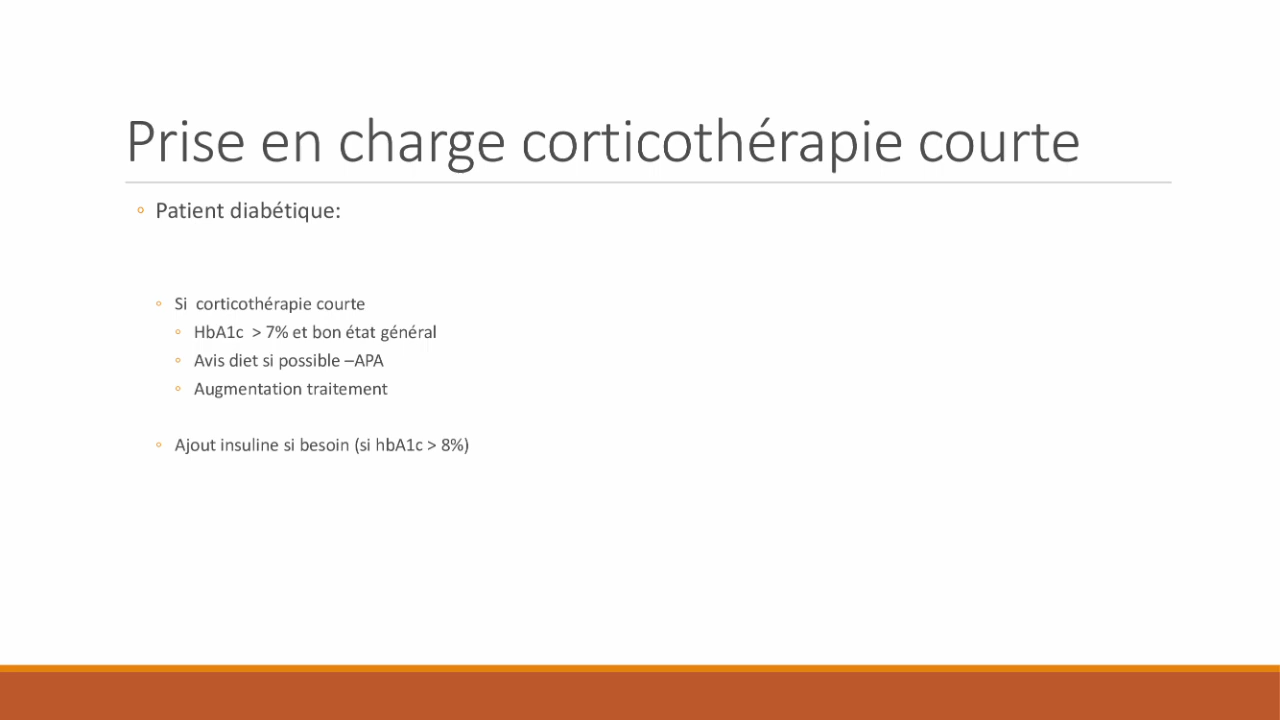 Prise en charge corticothérapie courte
◦ Patient diabétique:
◦ Si  corticothérapie courte
◦ HbA1c  > 7% et bon état général
◦ Avis diet si possible –APA
◦ Augmentation traitement
◦ Ajout insuline si besoin (si hbA1c > 8%)